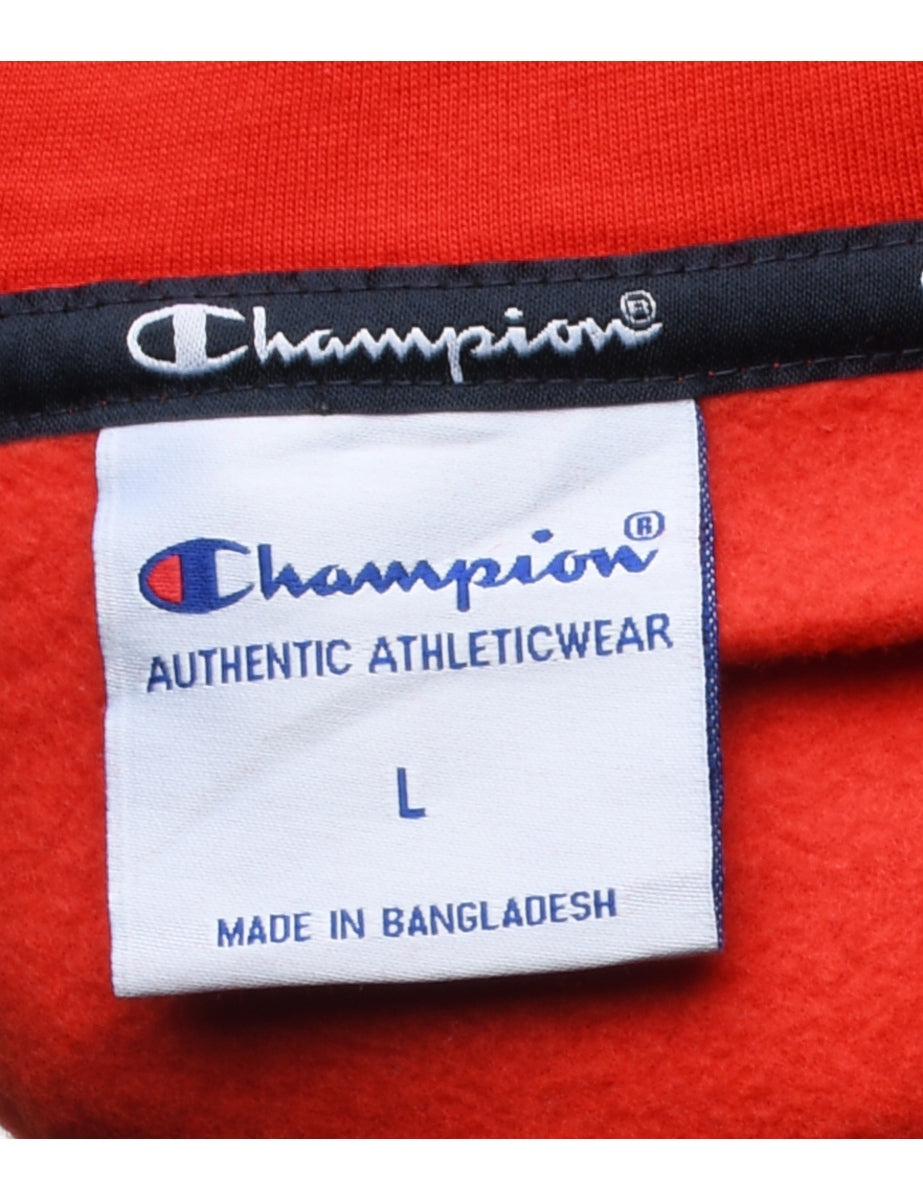 Champion®
Champion®
AUTHENTIC ATHLETICWEAR
L
MADE IN BANGLADESH